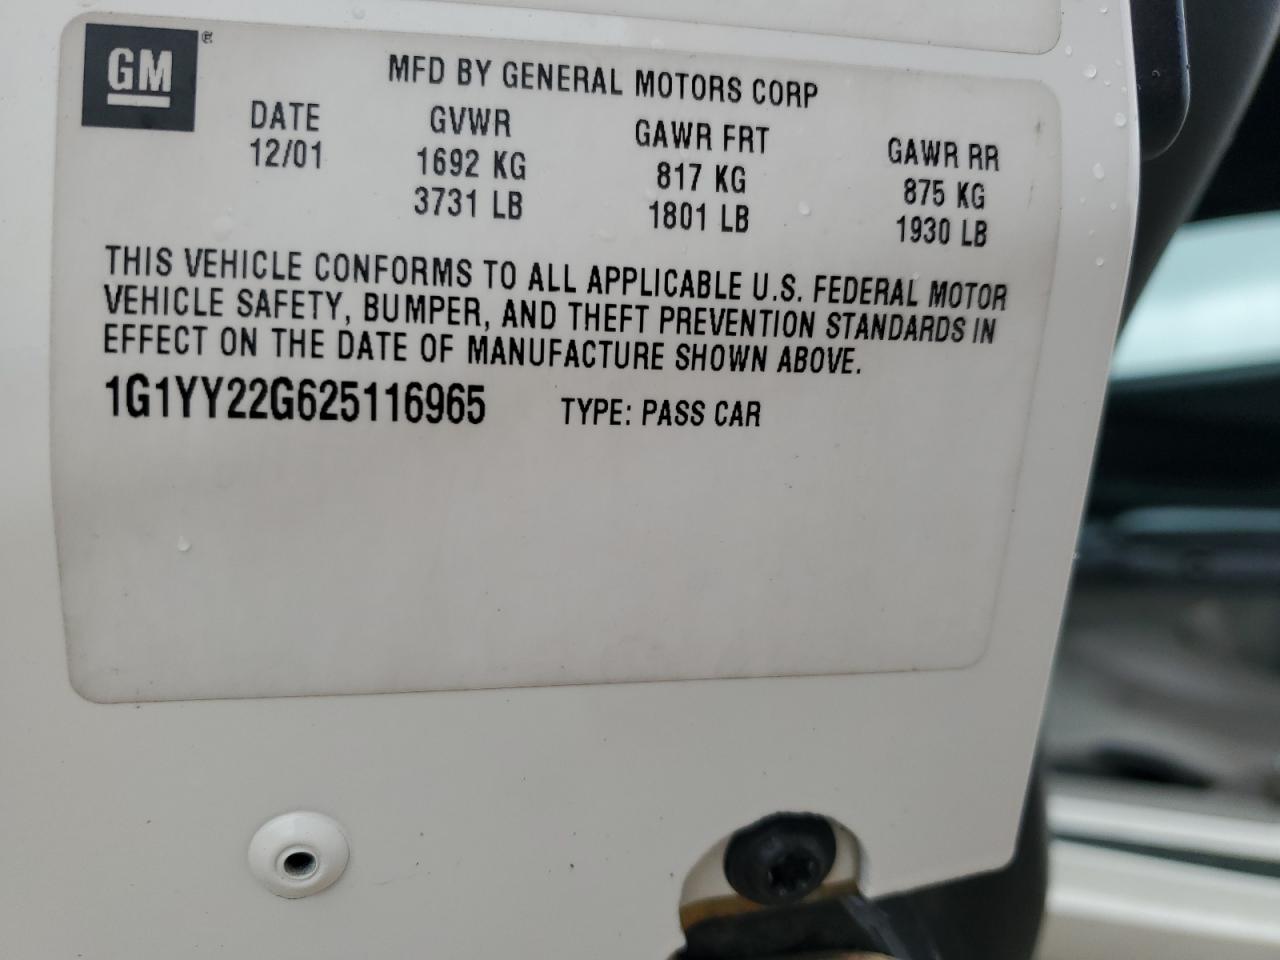 GM®
MFD BY GENERAL MOTORS CORP
DATE GVWR GAWR FRT GAWR RR
12/01 1692 KG 817 KG 875 KG
3731 LB 1801 LB 1930 LB
THIS VEHICLE CONFORMS TO ALL APPLICABLE U.S. FEDERAL MOTOR
VEHICLE SAFETY, BUMPER, AND THEFT PREVENTION STANDARDS IN
EFFECT ON THE DATE OF MANUFACTURE SHOWN ABOVE.
1G1YY22G625116965 TYPE: PASS CAR